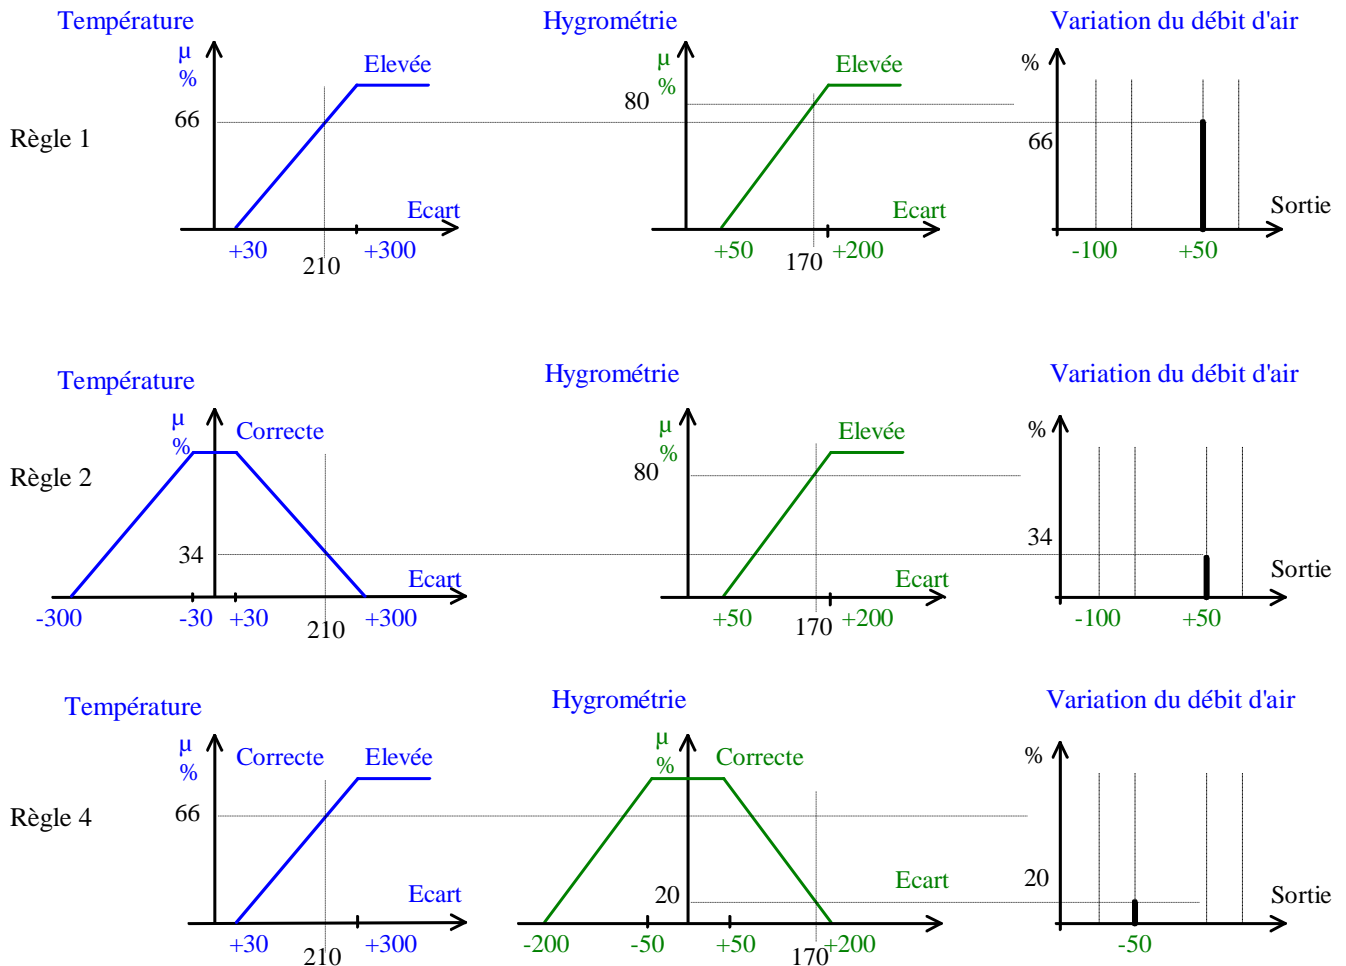 Température Hygrométrie Variation du débit d'air
µ % Elevée µ % Elevée %
80
66 66
Règle 1
Ecart Ecart Sortie
+30 210 +300 +50 170 +200 -100 +50
Température Hygrométrie Variation du débit d'air
µ % Correcte µ % Elevée %
Règle 2 80
34 34
Ecart Ecart Sortie
-300 -30 +30 210 +300 +50 170 +200 -100 +50
Température Hygrométrie Variation du débit d'air
µ % Correcte Elevée µ % Correcte %
Règle 4 66
20 20
Ecart Ecart Sortie
+30 210 +300 -200 -50 +50 170 +200 -50